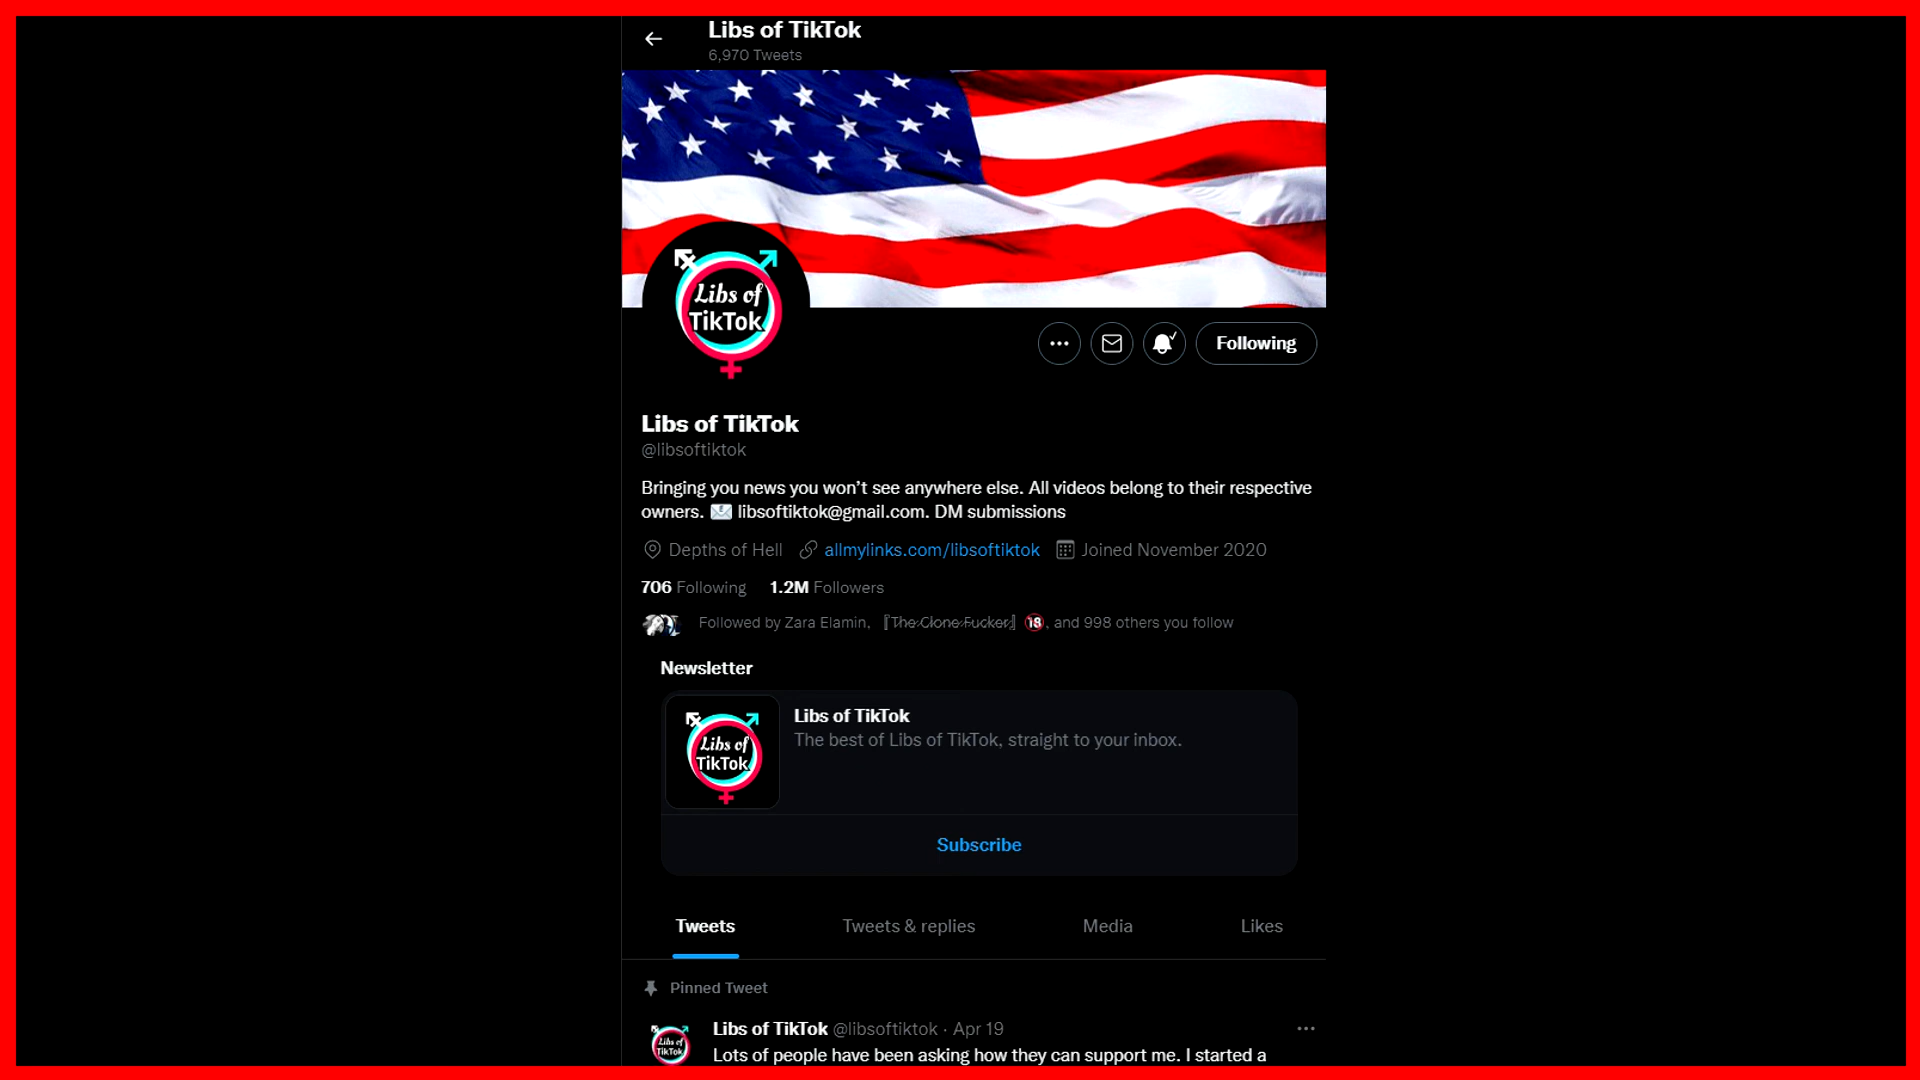 Libs of TikTok
6,970 Tweets
Libs of
TikTok
Following
Libs of TikTok
@libsoftiktok
Bringing you news you won't see anywhere else. All videos belong to their respective
owners. 📧 libsoftiktok@gmail.com. DM submissions
Depths of Hell allmylinks.com/libsoftiktok Joined November 2020
706 Following 1.2M Followers
Followed by Zara Elamin, 『The Clone Fucker』 🔞, and 998 others you follow
Newsletter
Libs of
TikTok
Libs of TikTok
The best of Libs of TikTok, straight to your inbox.
Subscribe
Tweets Tweets & replies Media Likes
Pinned Tweet
Libs of
TikTok
Libs of TikTok @libsoftiktok · Apr 19
Lots of people have been asking how they can support me. I started a